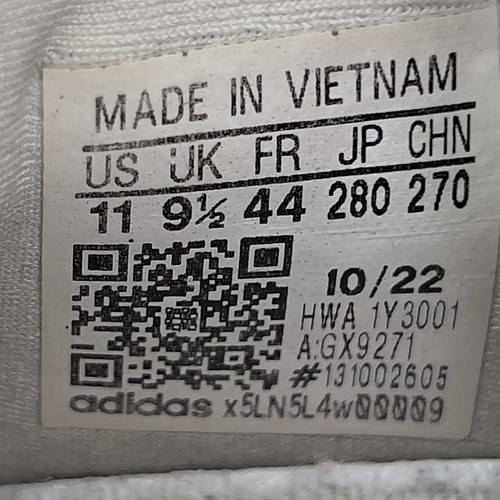 MADE IN VIETNAM
US UK FR JP CHN
11 9½ 44 280 270
10/22
HWA 1Y3001
A:GX9271
#131002605
adidas x5LN5L4w00009